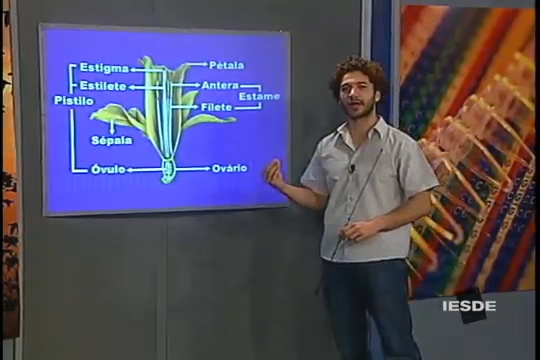 Estigma
Pétala
Estilete
Antera
Pistilo
Estame
Filete
Sépala
Óvulo
Ovário
IESDE